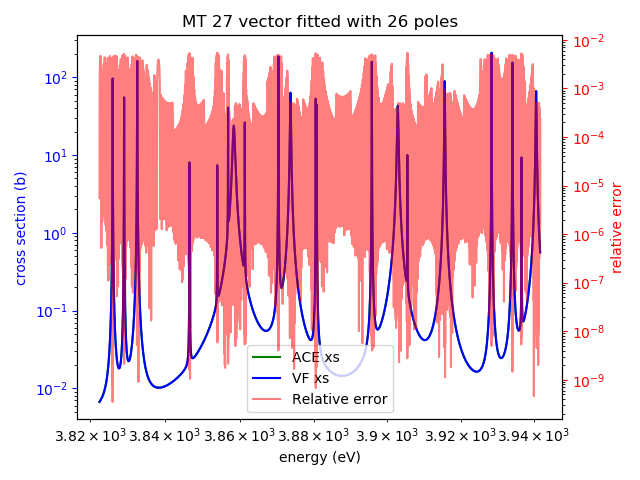 MT 27 vector fitted with 26 poles
cross section (b)
10²
10¹
10⁰
10⁻¹
10⁻²
10⁻²
10⁻³
10⁻⁴
10⁻⁵
10⁻⁶
10⁻⁷
10⁻⁸
10⁻⁹
relative error
ACE xs
VF xs
Relative error
3.82 × 10³ 3.84 × 10³ 3.86 × 10³ 3.88 × 10³ 3.9 × 10³ 3.92 × 10³ 3.94 × 10³
energy (eV)